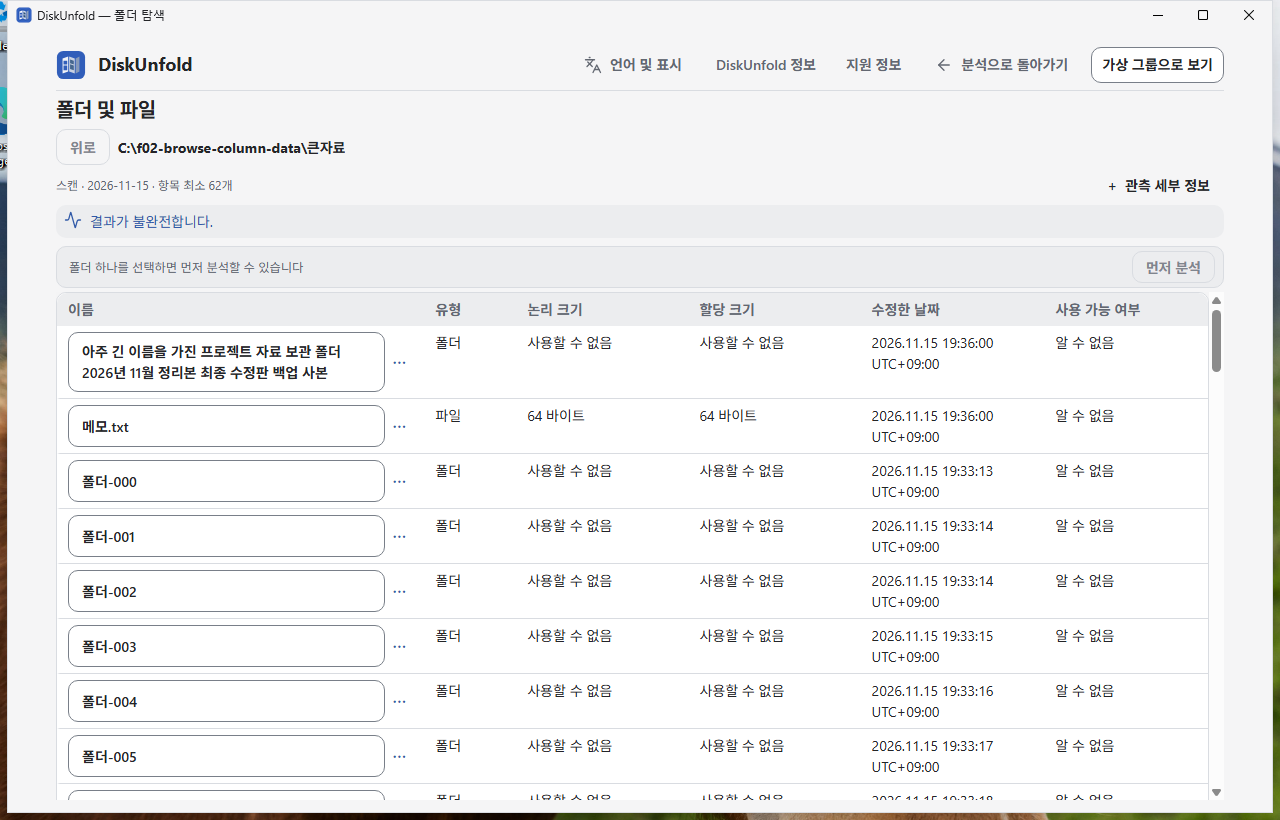 DiskUnfold — 폴더 탐색
DiskUnfold
언어 및 표시
DiskUnfold 정보
지원 정보
← 분석으로 돌아가기
가상 그룹으로 보기
폴더 및 파일
위로 C:\f02-browse-column-data\큰자료
스캔 · 2026-11-15 · 항목 최소 62개
+ 관측 세부 정보
결과가 불완전합니다.
폴더 하나를 선택하면 먼저 분석할 수 있습니다
먼저 분석
이름 유형 논리 크기 할당 크기 수정한 날짜 사용 가능 여부
아주 긴 이름을 가진 프로젝트 자료 보관 폴더
2026년 11월 정리본 최종 수정판 백업 사본
... 폴더 사용할 수 없음 사용할 수 없음 2026.11.15 19:36:00 알 수 없음
UTC+09:00
메모.txt ... 파일 64 바이트 64 바이트 2026.11.15 19:36:00 알 수 없음
UTC+09:00
폴더-000 ... 폴더 사용할 수 없음 사용할 수 없음 2026.11.15 19:33:13 알 수 없음
UTC+09:00
폴더-001 ... 폴더 사용할 수 없음 사용할 수 없음 2026.11.15 19:33:14 알 수 없음
UTC+09:00
폴더-002 ... 폴더 사용할 수 없음 사용할 수 없음 2026.11.15 19:33:14 알 수 없음
UTC+09:00
폴더-003 ... 폴더 사용할 수 없음 사용할 수 없음 2026.11.15 19:33:15 알 수 없음
UTC+09:00
폴더-004 ... 폴더 사용할 수 없음 사용할 수 없음 2026.11.15 19:33:16 알 수 없음
UTC+09:00
폴더-005 ... 폴더 사용할 수 없음 사용할 수 없음 2026.11.15 19:33:17 알 수 없음
UTC+09:00